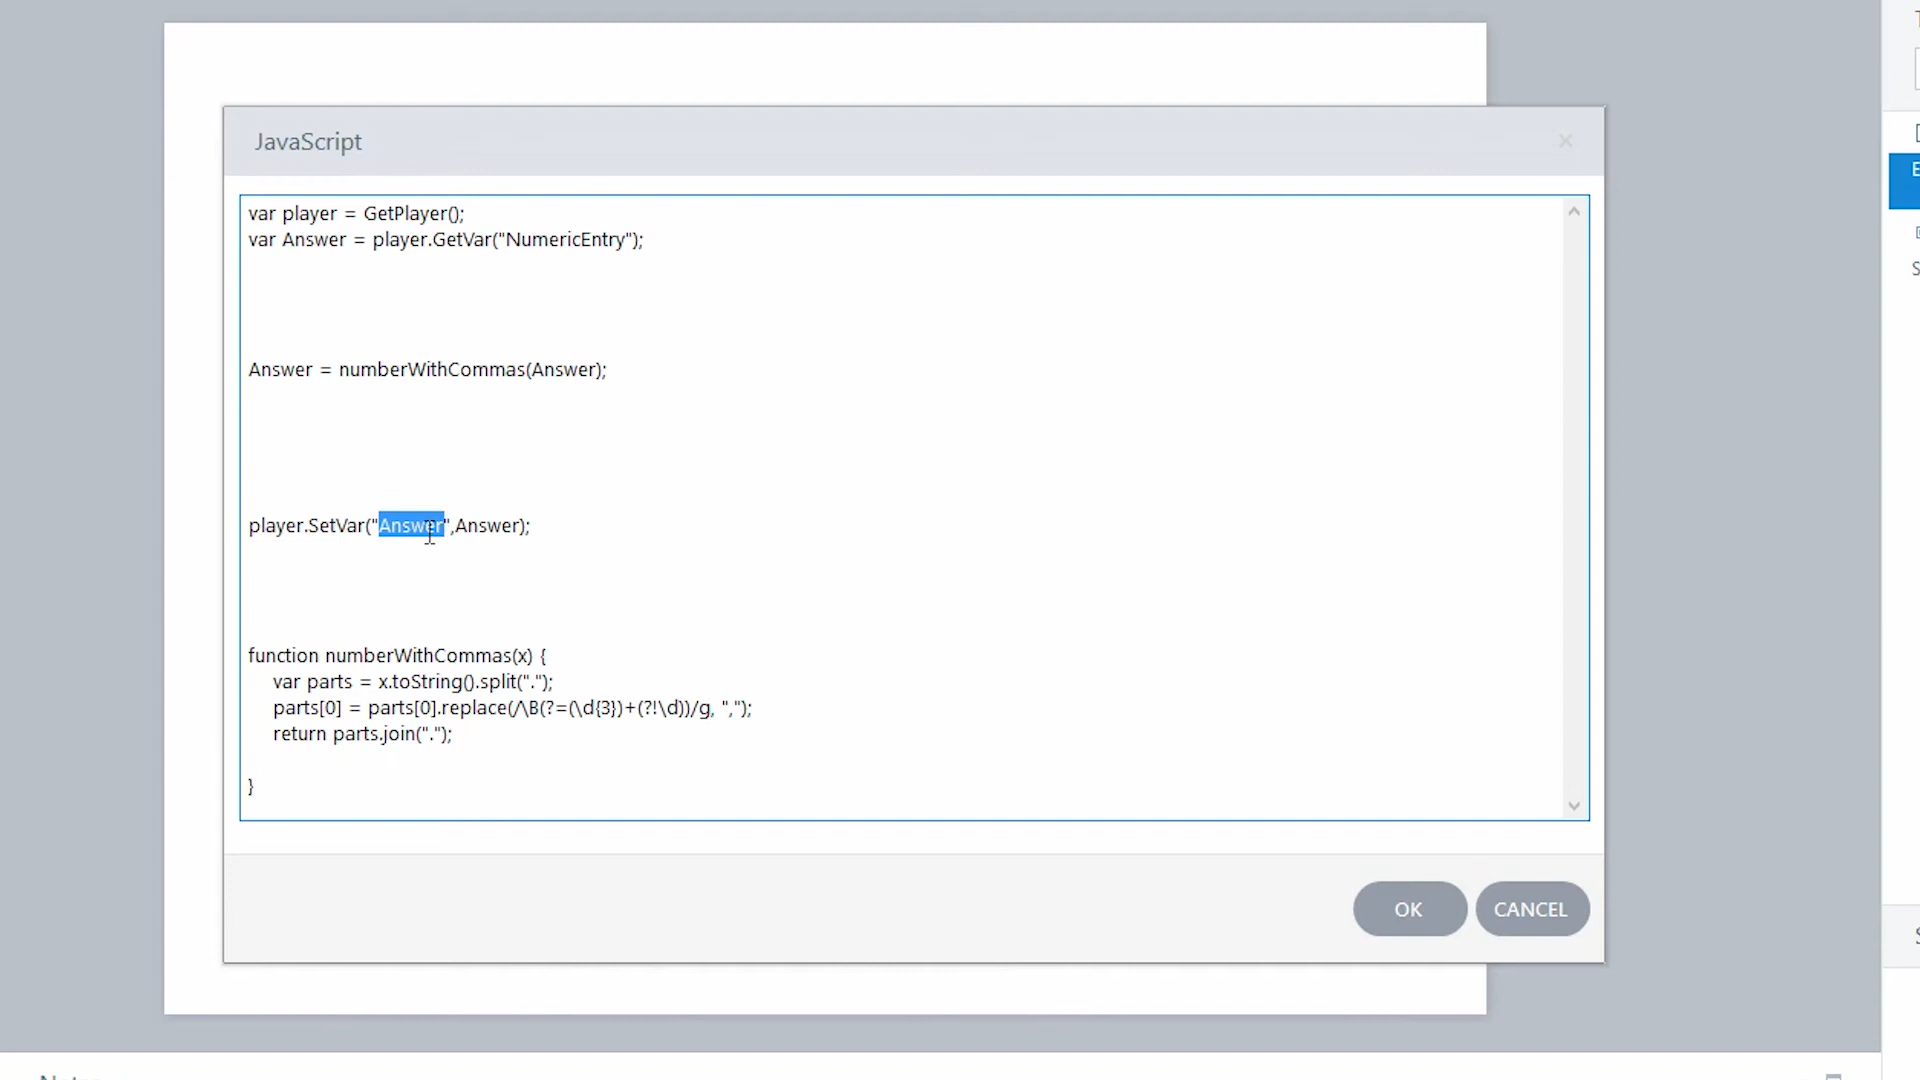 JavaScript
var player = GetPlayer();
var Answer = player.GetVar("NumericEntry");
Answer = numberWithCommas(Answer);
player.SetVar("Answer",Answer);
function numberWithCommas(x) {
var parts = x.toString().split(".");
parts[0] = parts[0].replace(/\B(?=(\d{3})+(?!\d))/g, ",");
return parts.join(".");
}
OK
CANCEL